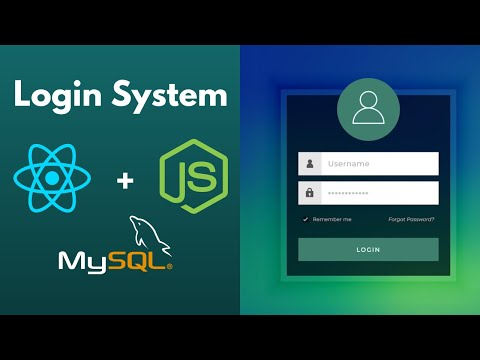 Login System
+
JS
MySQL®
Username
************
Remember me
Forgot Password?
LOGIN